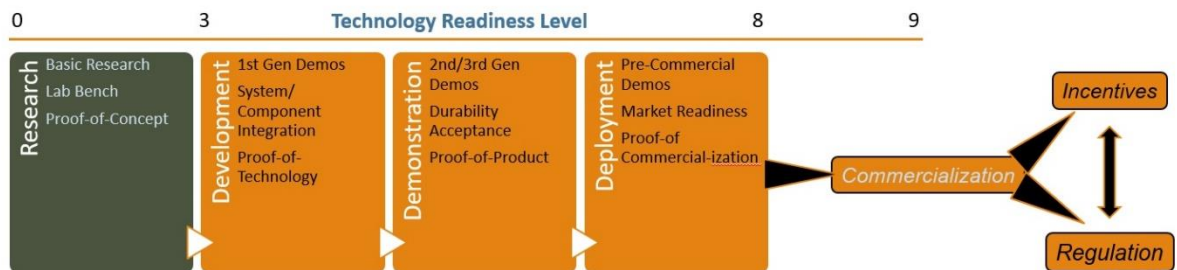 0 3 Technology Readiness Level 8 9
Research
Basic Research
Lab Bench
Proof-of-Concept
Development
1st Gen Demos
System/
Component
Integration
Proof-of-
Technology
Demonstration
2nd/3rd Gen
Demos
Durability
Acceptance
Proof-of-Product
Deployment
Pre-Commercial
Demos
Market Readiness
Proof-of
Commercial-ization
Commercialization
Incentives
Regulation